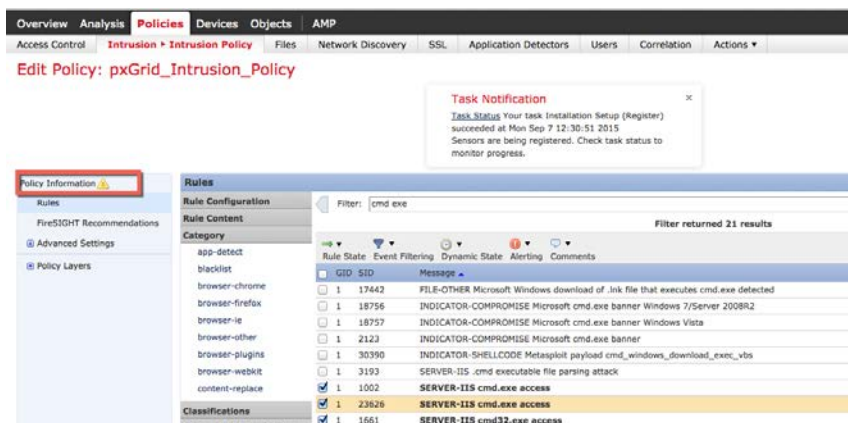 Overview Analysis Policies Devices Objects AMP
Access Control Intrusion ▸ Intrusion Policy Files Network Discovery SSL Application Detectors Users Correlation Actions ▼
Edit Policy: pxGrid_Intrusion_Policy
Task Notification ×
Task Status Your task Installation Setup (Register)
succeeded at Mon Sep 7 12:30:51 2015
Sensors are being registered. Check task status to
monitor progress.
Policy Information
Rules
FireSIGHT Recommendations
Advanced Settings
Policy Layers
Rules
Rule Configuration
Rule Content
Category
app-detect
blacklist
browser-chrome
browser-firefox
browser-ie
browser-other
browser-plugins
browser-webkit
content-replace
Classifications
Filter: cmd exe
Filter returned 21 results
Rule State Event Filtering Dynamic State Alerting Comments
GID SID Message
1 17442 FILE-OTHER Microsoft Windows download of .lnk file that executes cmd.exe detected
1 18756 INDICATOR-COMPROMISE Microsoft cmd.exe banner Windows 7/Server 2008R2
1 18757 INDICATOR-COMPROMISE Microsoft cmd.exe banner Windows Vista
1 2123 INDICATOR-COMPROMISE Microsoft cmd.exe banner
1 30390 INDICATOR-SHELLCODE Metasploit payload cmd_windows_download_exec_vbs
1 3193 SERVER-IIS .cmd executable file parsing attack
1 1002 SERVER-IIS cmd.exe access
1 23626 SERVER-IIS cmd.exe access
1 1661 SERVER-IIS cmd32.exe access